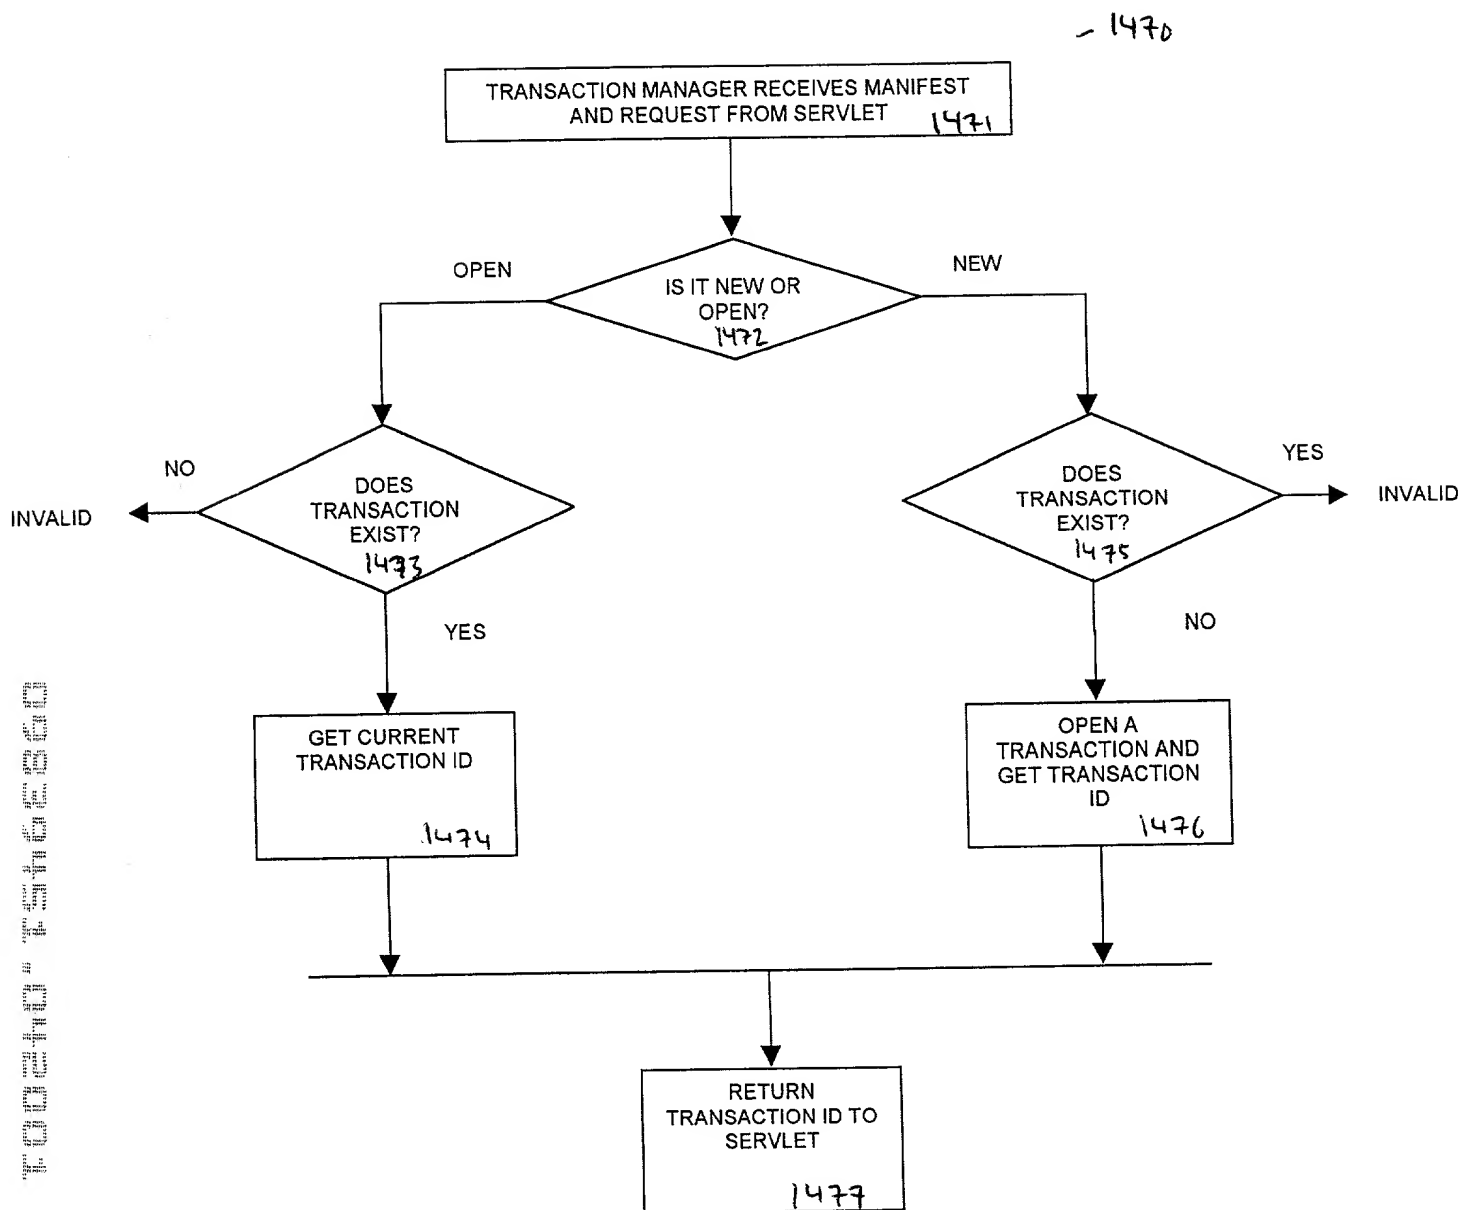 1470
TRANSACTION MANAGER RECEIVES MANIFEST
AND REQUEST FROM SERVLET
1471
IS IT NEW OR
OPEN?
1472
OPEN
NEW
DOES
TRANSACTION
EXIST?
1473
NO
INVALID
YES
DOES
TRANSACTION
EXIST?
1475
YES
INVALID
NO
GET CURRENT
TRANSACTION ID
1474
OPEN A
TRANSACTION AND
GET TRANSACTION
ID
1476
RETURN
TRANSACTION ID TO
SERVLET
1477